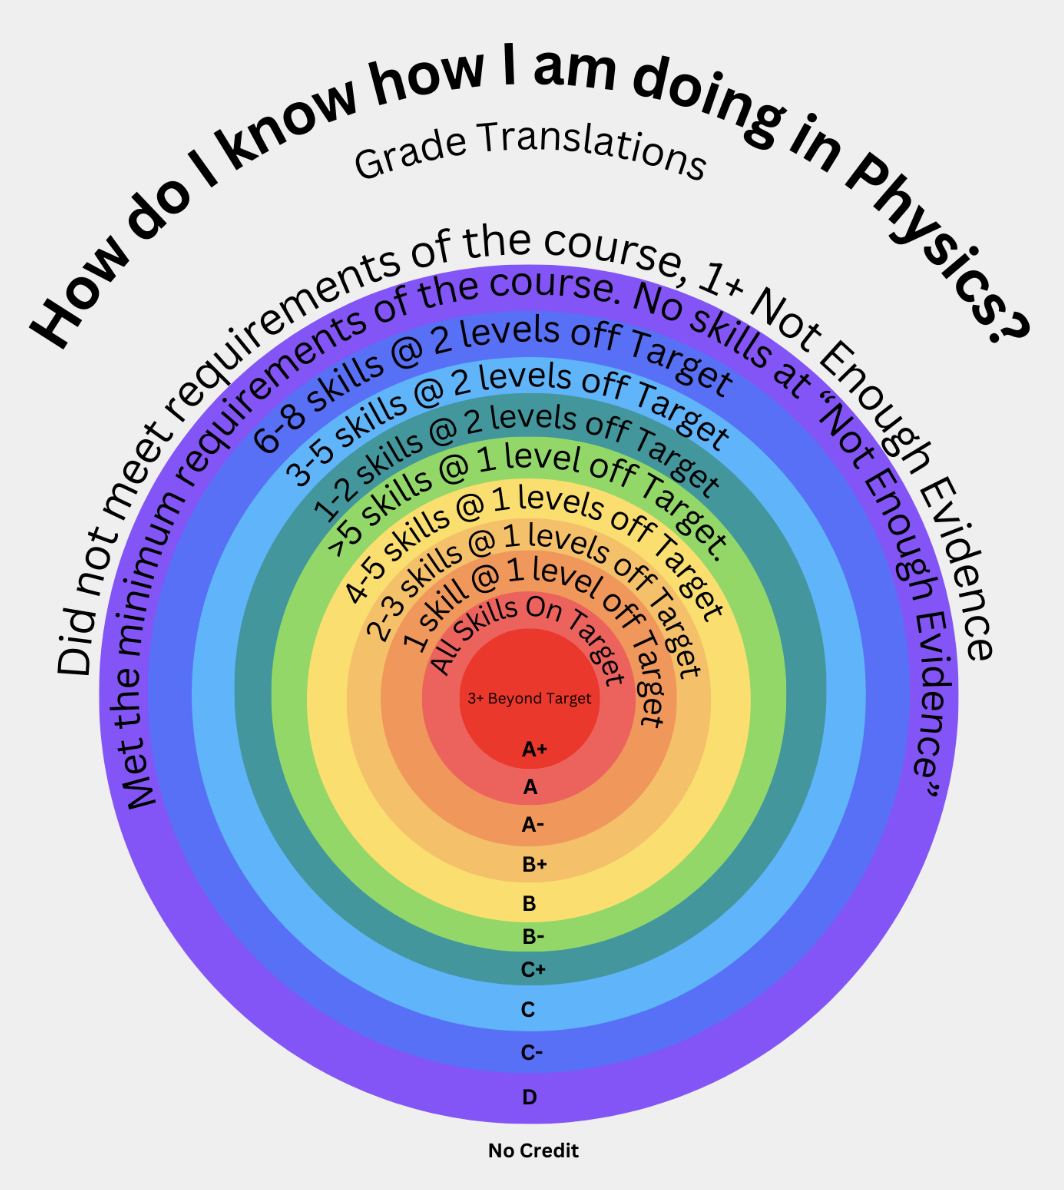 How do I know how I am doing in Physics?
Grade Translations
Did not meet requirements of the course, 1+ Not Enough Evidence
Met the minimum requirements of the course. No skills at “Not Enough Evidence”
6-8 skills @ 2 levels off Target
3-5 skills @ 2 levels off Target
1-2 skills @ 2 levels off Target
>5 skills @ 1 level off Target.
4-5 skills @ 1 levels off Target
2-3 skills @ 1 levels off Target
1 skill @ 1 level off Target
All Skills On Target
3+ Beyond Target
A+
A
A-
B+
B
B-
C+
C
C-
D
No Credit